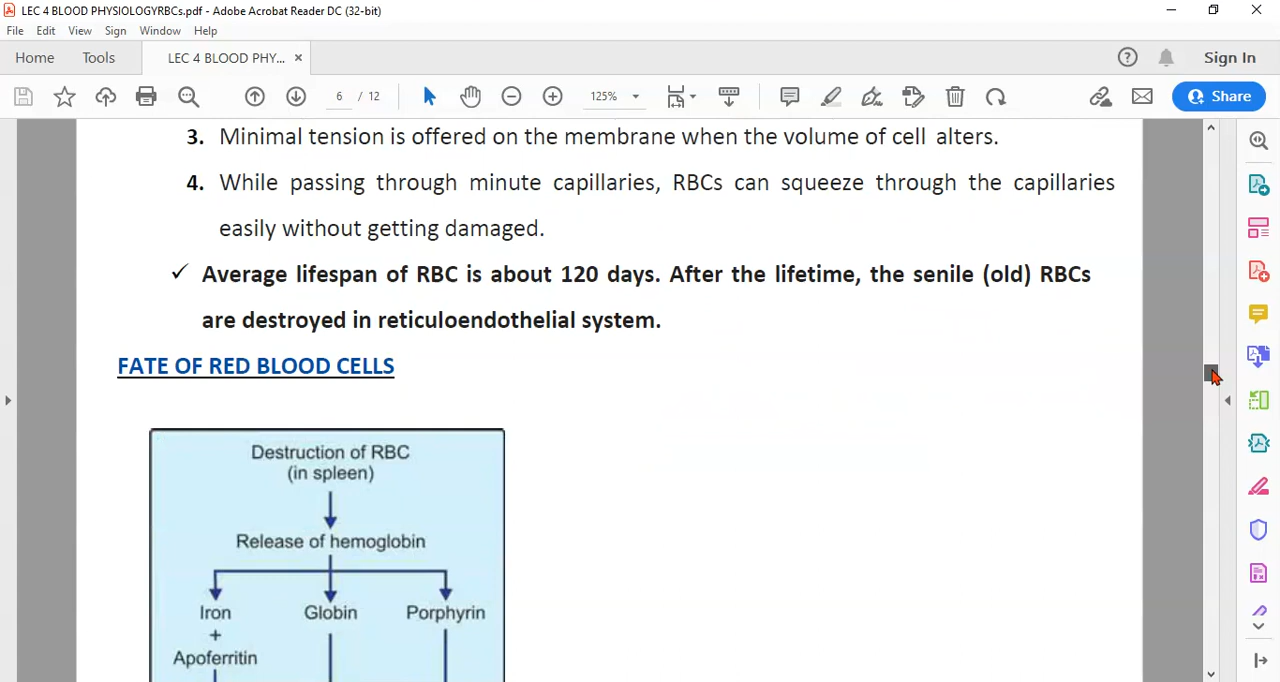 LEC 4 BLOOD PHYSIOLOGYRBCs.pdf - Adobe Acrobat Reader DC (32-bit)
File Edit View Sign Window Help
Home Tools LEC 4 BLOOD PHY... × Sign In
6 / 12 125% Share
3. Minimal tension is offered on the membrane when the volume of cell alters.
4. While passing through minute capillaries, RBCs can squeeze through the capillaries
easily without getting damaged.
✓ Average lifespan of RBC is about 120 days. After the lifetime, the senile (old) RBCs
are destroyed in reticuloendothelial system.
FATE OF RED BLOOD CELLS
Destruction of RBC
(in spleen)
Release of hemoglobin
Iron Globin Porphyrin
+
Apoferritin